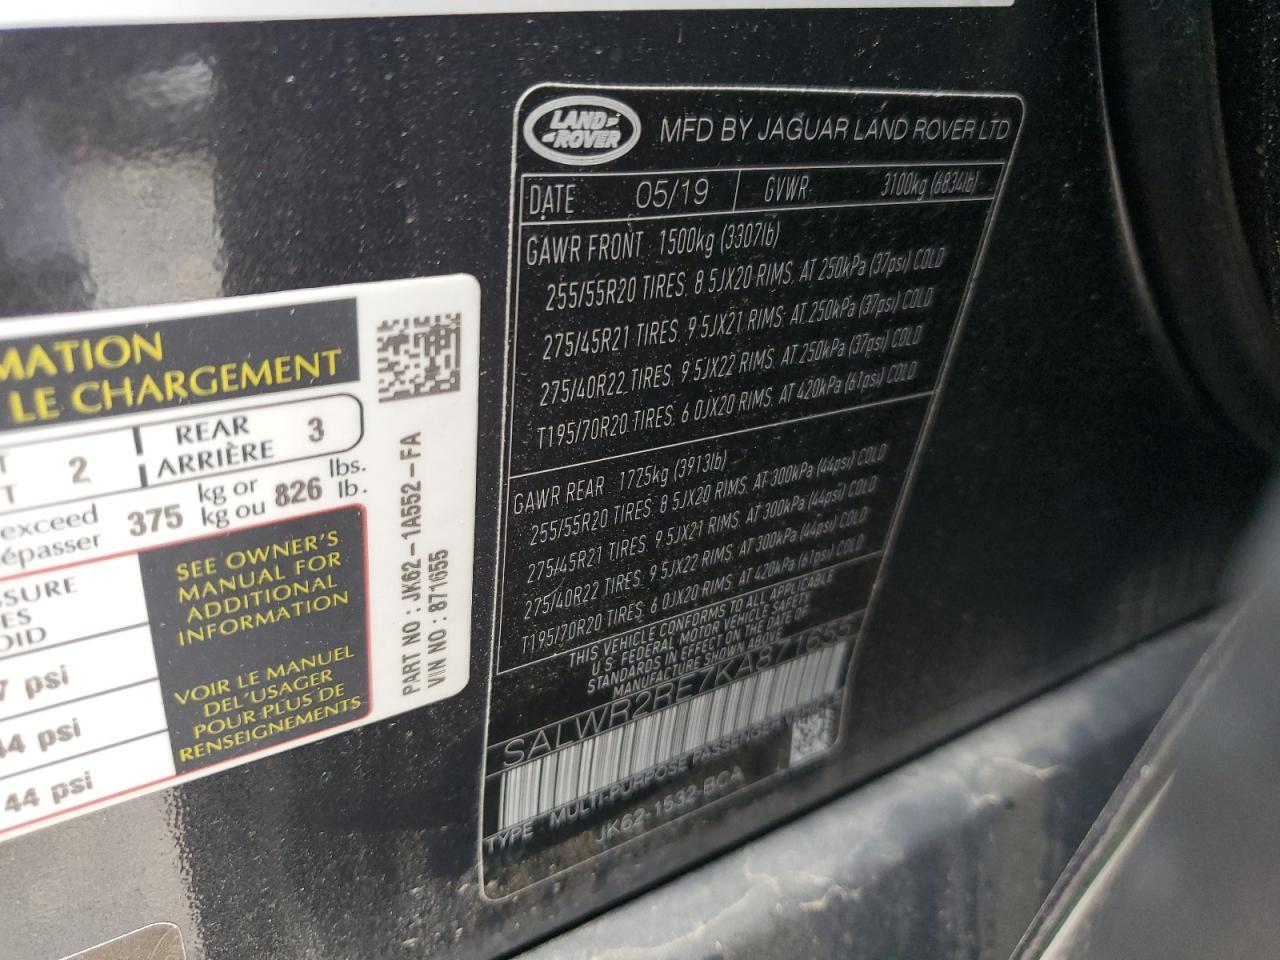 MATION
LE CHARGEMENT
2
REAR
ARRIÈRE
3
exceed
épasser
375
kg or
kg ou
826
lbs.
lb.
SEE OWNER'S
MANUAL FOR
ADDITIONAL
INFORMATION
VOIR LE MANUEL
DEL'USAGER
POUR PLUS DE
RENSEIGNEMENTS
7 psi
44 psi
44 psi
PART NO : JK62-1A552-FA
VIN NO : 871655
LAND
ROVER
MFD BY JAGUAR LAND ROVER LTD
DATE 05/19 GVWR 3100kg (6834lb)
GAWR FRONT 1500kg (3307lb)
255/55R20 TIRES. 8.5JX20 RIMS. AT 250kPa (37psi) COLD
275/45R21 TIRES. 9.5JX21 RIMS. AT 250kPa (37psi) COLD
275/40R22 TIRES. 9.5JX22 RIMS. AT 250kPa (37psi) COLD
T195/70R20 TIRES. 6.0JX20 RIMS. AT 420kPa (61psi) COLD
GAWR REAR 1775kg (3913lb)
255/55R20 TIRES. 8.5JX20 RIMS. AT 300kPa (44psi) COLD
275/45R21 TIRES. 9.5JX21 RIMS. AT 300kPa (44psi) COLD
275/40R22 TIRES. 9.5JX22 RIMS. AT 300kPa (44psi) COLD
T195/70R20 TIRES. 6.0JX20 RIMS. AT 420kPa (61psi) COLD
THIS VEHICLE CONFORMS TO ALL APPLICABLE
U.S. FEDERAL MOTOR VEHICLE SAFETY
STANDARDS IN EFFECT ON THE DATE OF
MANUFACTURE SHOWN ABOVE
SALWR2RE7KA871655
TYPE MULTI-PURPOSE PASSENGER VEHICLE
JK62-1532-BCA